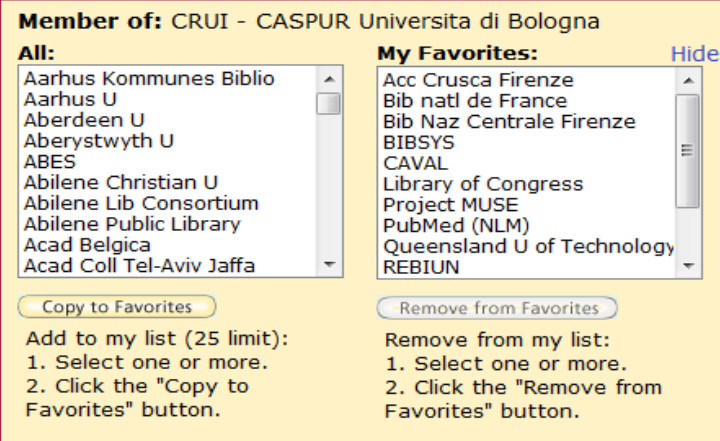 Member of: CRUI - CASPUR Universita di Bologna
All:
Aarhus Kommunes Biblio
Aarhus U
Aberdeen U
Aberystwyth U
ABES
Abilene Christian U
Abilene Lib Consortium
Abilene Public Library
Acad Belgica
Acad Coll Tel-Aviv Jaffa
Copy to Favorites
Add to my list (25 limit):
1. Select one or more.
2. Click the "Copy to
Favorites" button.
My Favorites:
Hide
Acc Crusca Firenze
Bib natl de France
Bib Naz Centrale Firenze
BIBSYS
CAVAL
Library of Congress
Project MUSE
PubMed (NLM)
Queensland U of Technology
REBIUN
Remove from Favorites
Remove from my list:
1. Select one or more.
2. Click the "Remove from
Favorites" button.